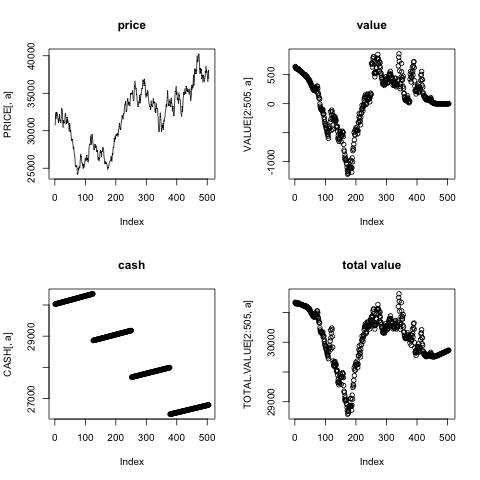 price
PRICE[, a]
25000 30000 35000 40000
0 100 200 300 400 500
Index
value
VALUE[2:505, a]
-1000 0 500
0 100 200 300 400 500
Index
cash
CASH[, a]
27000 29000
0 100 200 300 400 500
Index
total value
TOTAL.VALUE[2:505, a]
29000 30000
0 100 200 300 400 500
Index